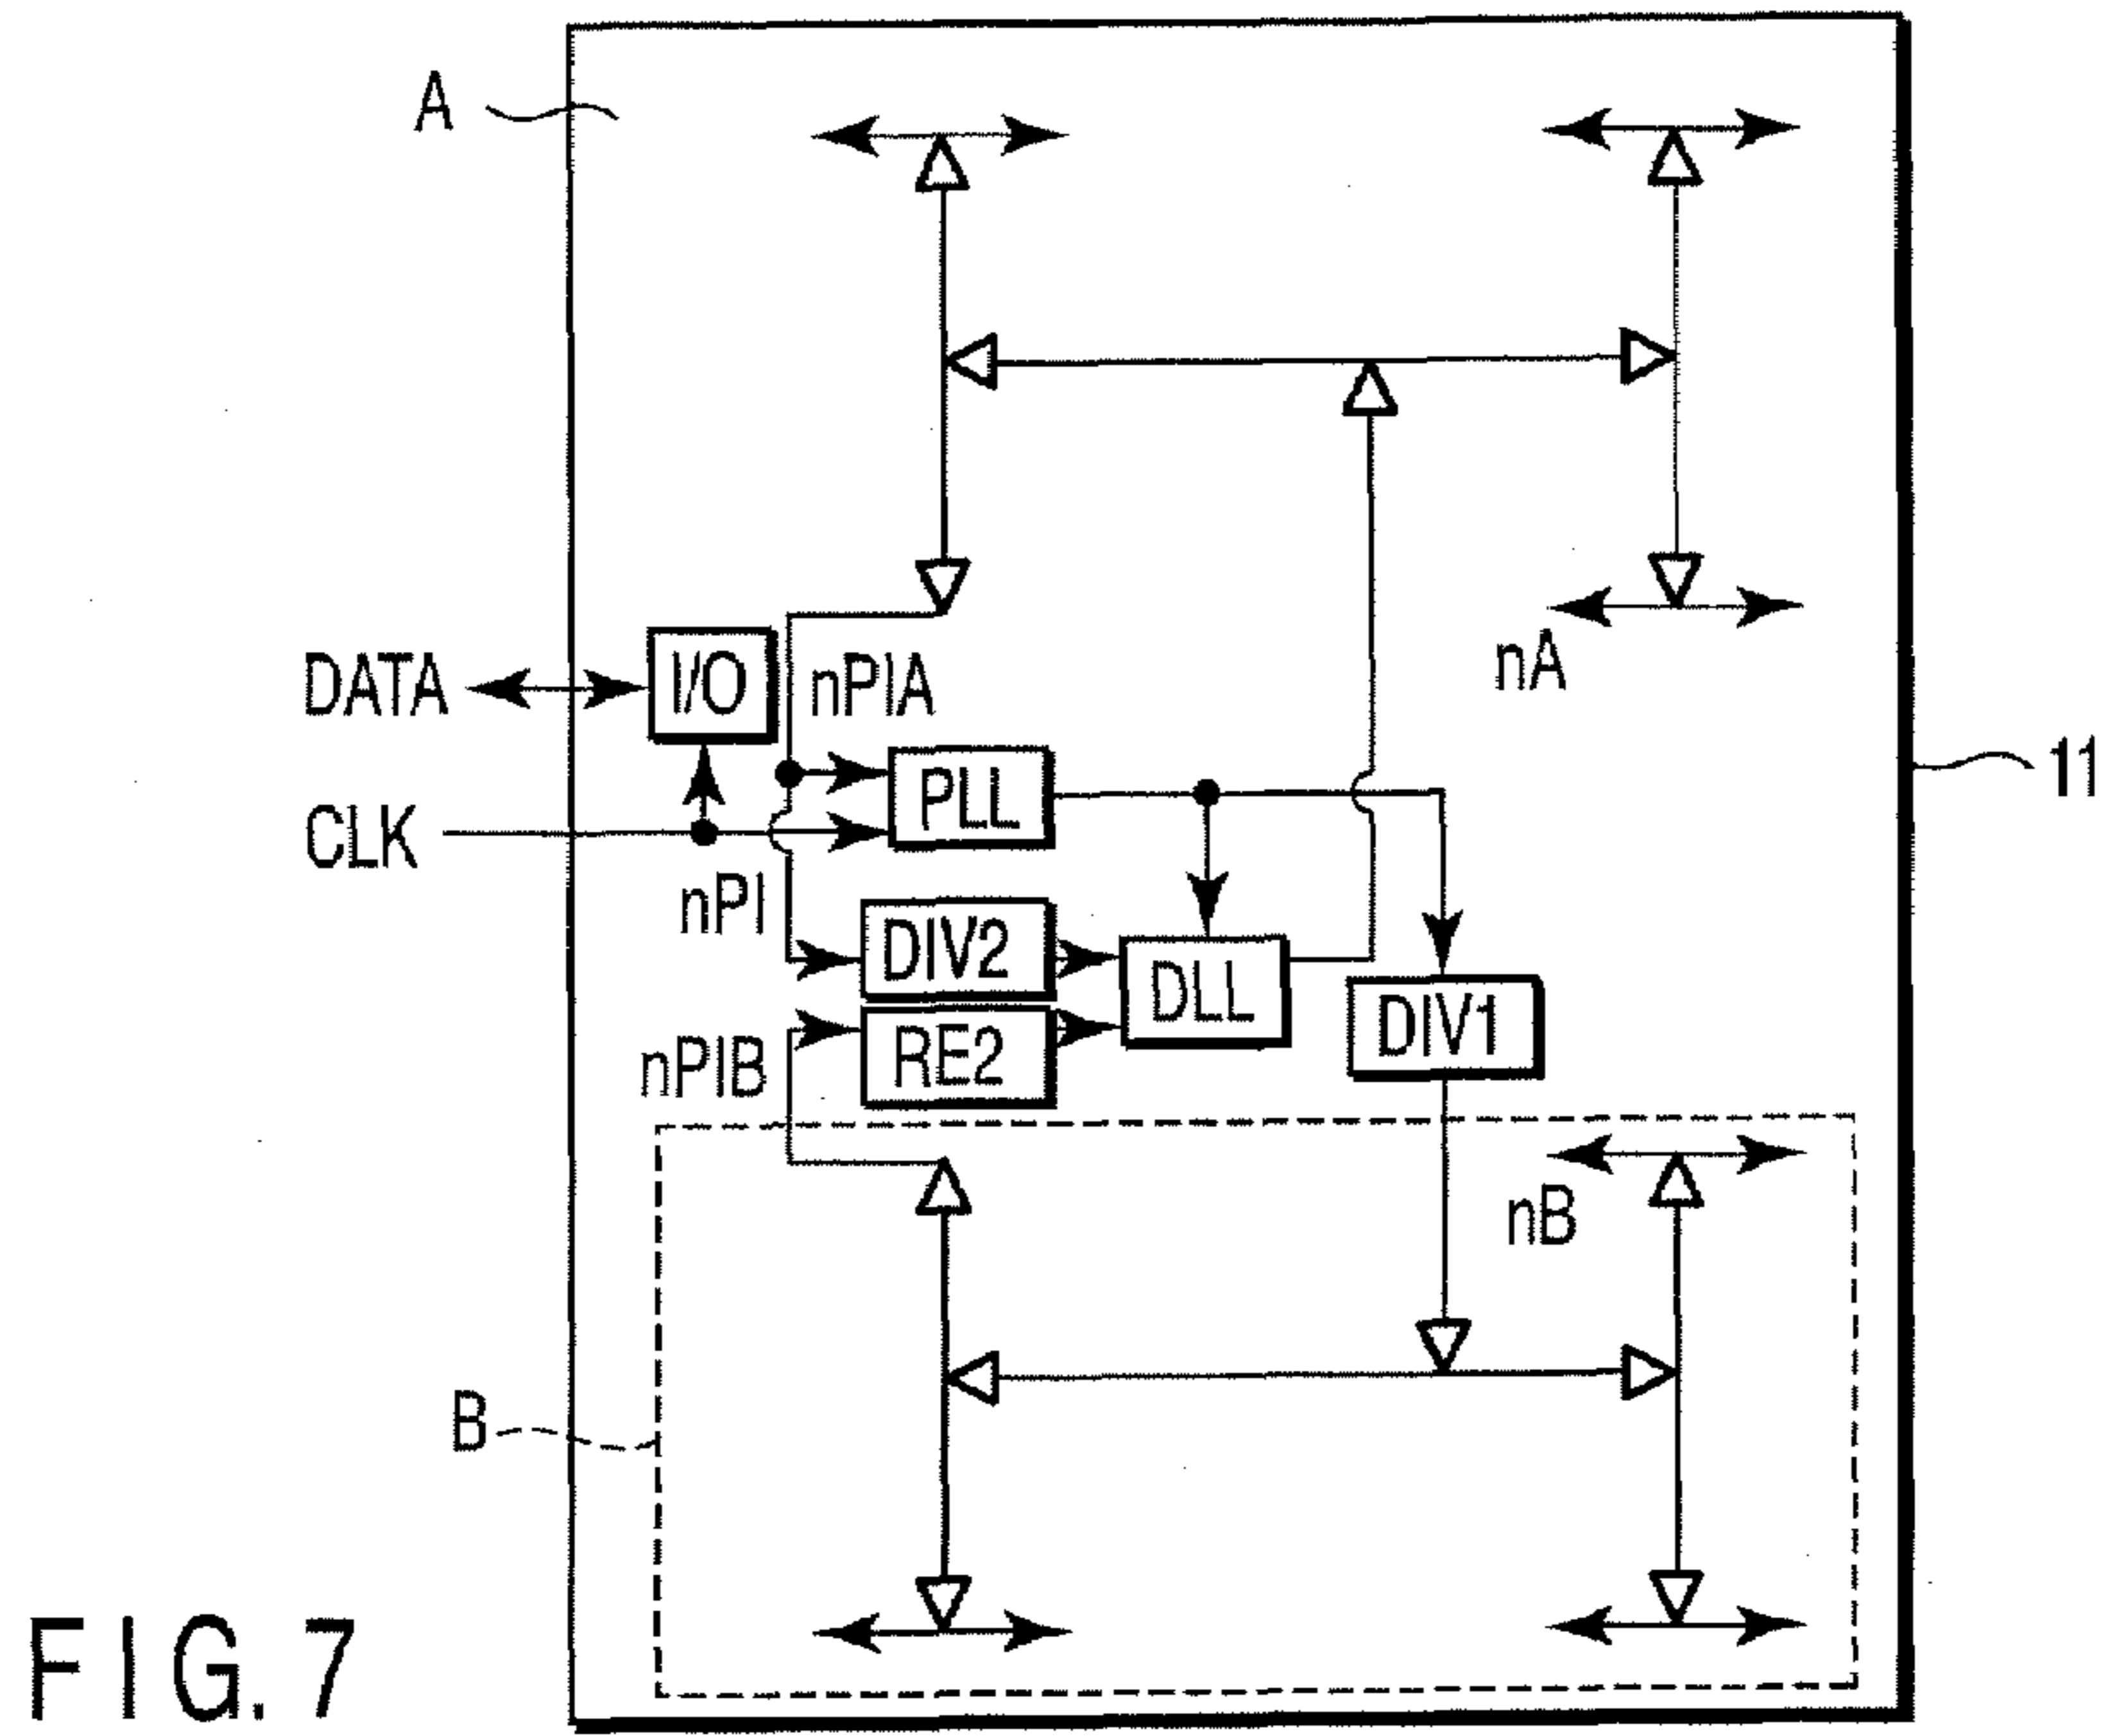 A
DATA
I/O
nPIA
nA
PLL
11
CLK
nPI
DIV2
DLL
DIV1
RE2
nPIB
nB
B
FIG. 7